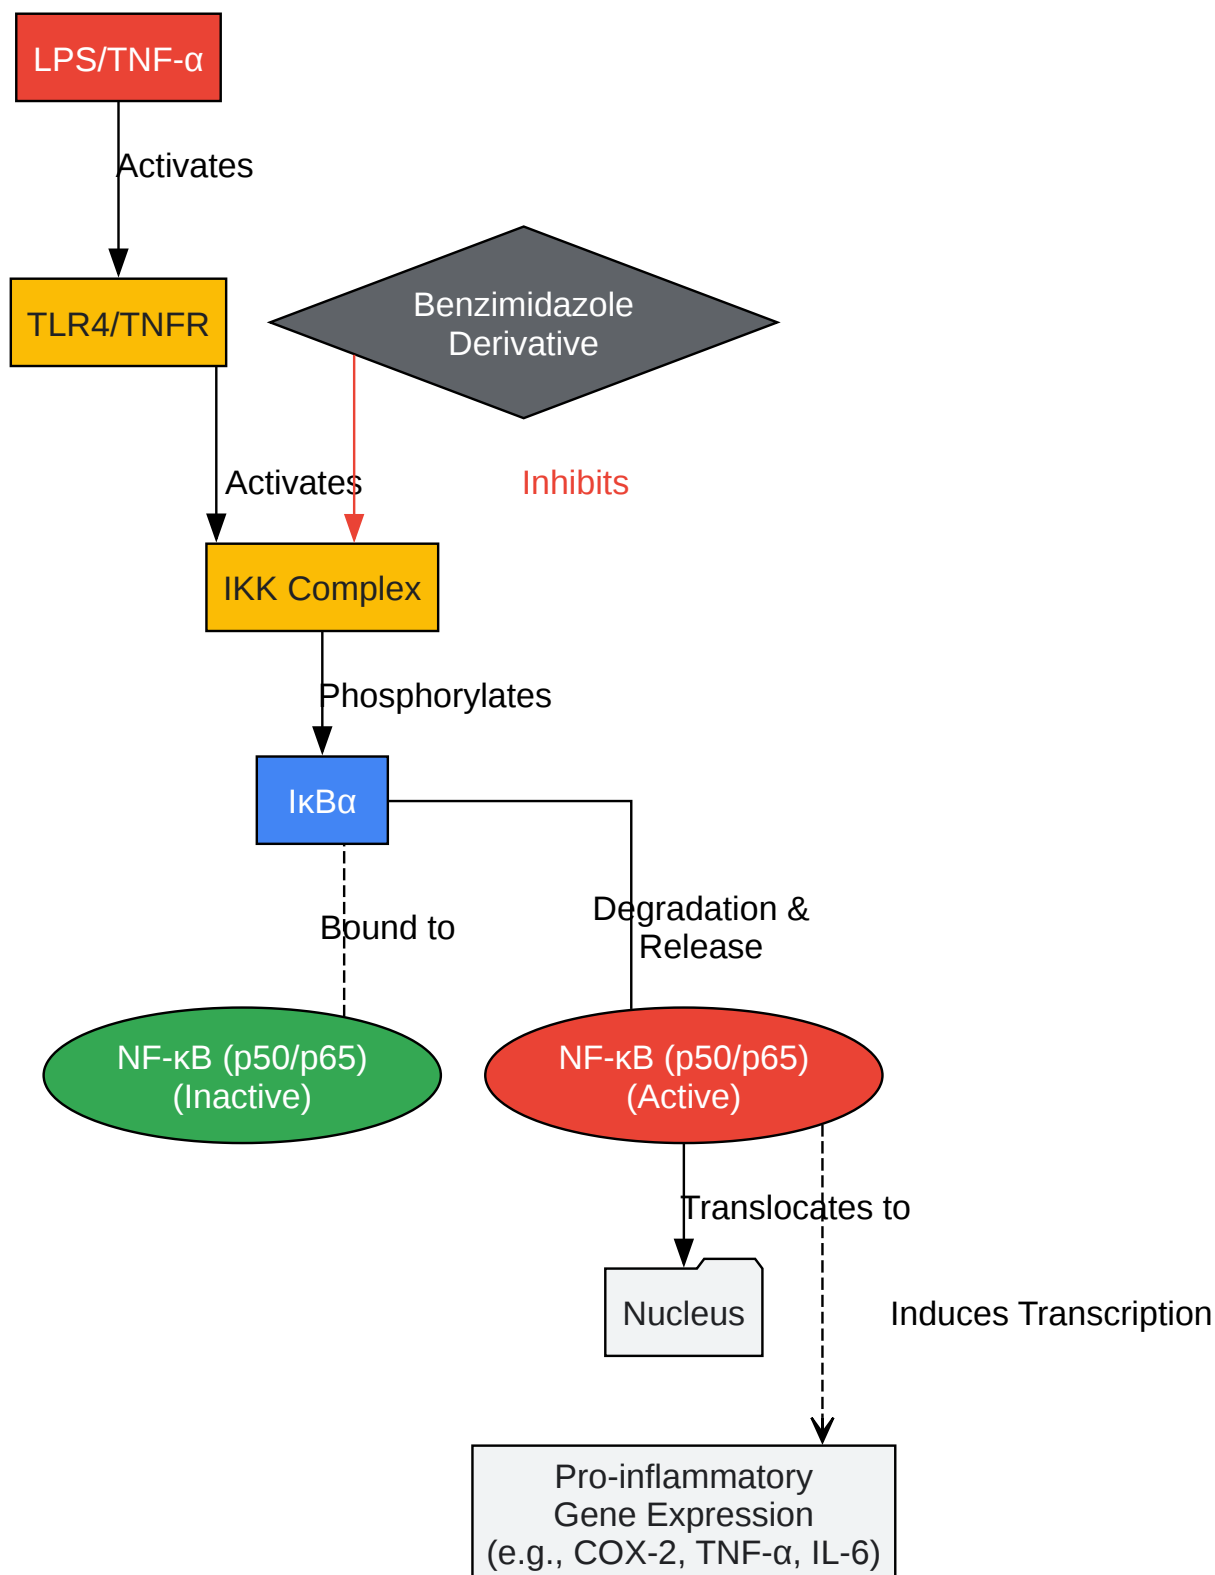 LPS/TNF-α
Activates
TLR4/TNFR
Benzimidazole
Derivative
Activates
Inhibits
IKK Complex
Phosphorylates
IκBα
Bound to
Degradation &
Release
NF-κB (p50/p65)
(Inactive)
NF-κB (p50/p65)
(Active)
Translocates to
Nucleus
Induces Transcription
Pro-inflammatory
Gene Expression
(e.g., COX-2, TNF-α, IL-6)